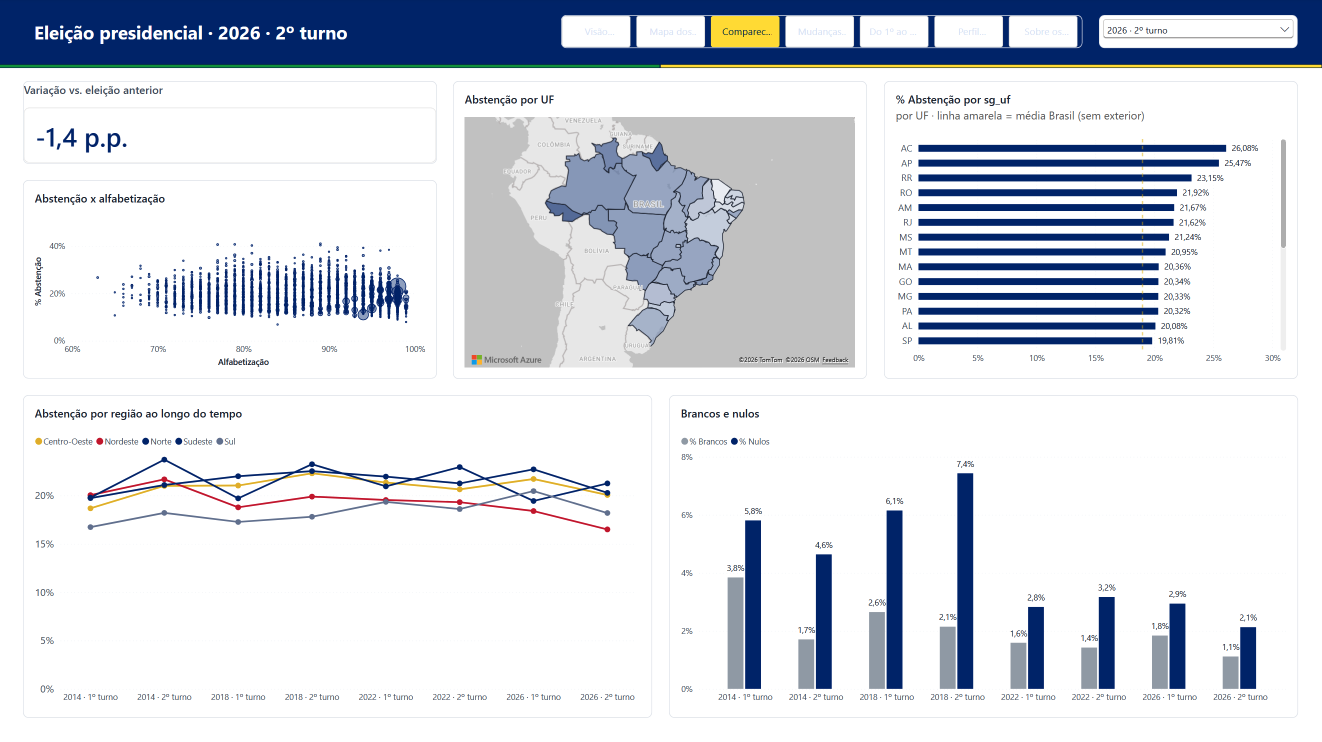 Eleição presidencial · 2026 · 2º turno
Visão...
Mapa dos...
Comparec...
Mudanças...
Do 1º ao ...
Perfil...
Sobre os...
2026 · 2º turno
Variação vs. eleição anterior
-1,4 p.p.
Abstenção x alfabetização
% Abstenção
40%
20%
0%
60%
70%
80%
90%
100%
Alfabetização
Abstenção por UF
VENEZUELA
GUIANA
SURINAME
COLÔMBIA
EQUADOR
BRASIL
PERU
BOLÍVIA
PARAGUAI
CHILE
URUGUAI
ARGENTINA
Microsoft Azure
©2026 TomTom ©2026 OSM Feedback
% Abstenção por sg_uf
por UF · linha amarela = média Brasil (sem exterior)
AC 26,08%
AP 25,47%
RR 23,15%
RO 21,92%
AM 21,67%
RJ 21,62%
MS 21,24%
MT 20,95%
MA 20,36%
GO 20,34%
MG 20,33%
PA 20,32%
AL 20,08%
SP 19,81%
0% 5% 10% 15% 20% 25% 30%
Abstenção por região ao longo do tempo
Centro-Oeste Nordeste Norte Sudeste Sul
20%
15%
10%
5%
0%
2014 · 1º turno 2014 · 2º turno 2018 · 1º turno 2018 · 2º turno 2022 · 1º turno 2022 · 2º turno 2026 · 1º turno 2026 · 2º turno
Brancos e nulos
% Brancos % Nulos
8%
6%
4%
2%
0%
3,8% 5,8%
1,7% 4,6%
2,6% 6,1%
2,1% 7,4%
1,6% 2,8%
1,4% 3,2%
1,8% 2,9%
1,1% 2,1%
2014 · 1º turno 2014 · 2º turno 2018 · 1º turno 2018 · 2º turno 2022 · 1º turno 2022 · 2º turno 2026 · 1º turno 2026 · 2º turno